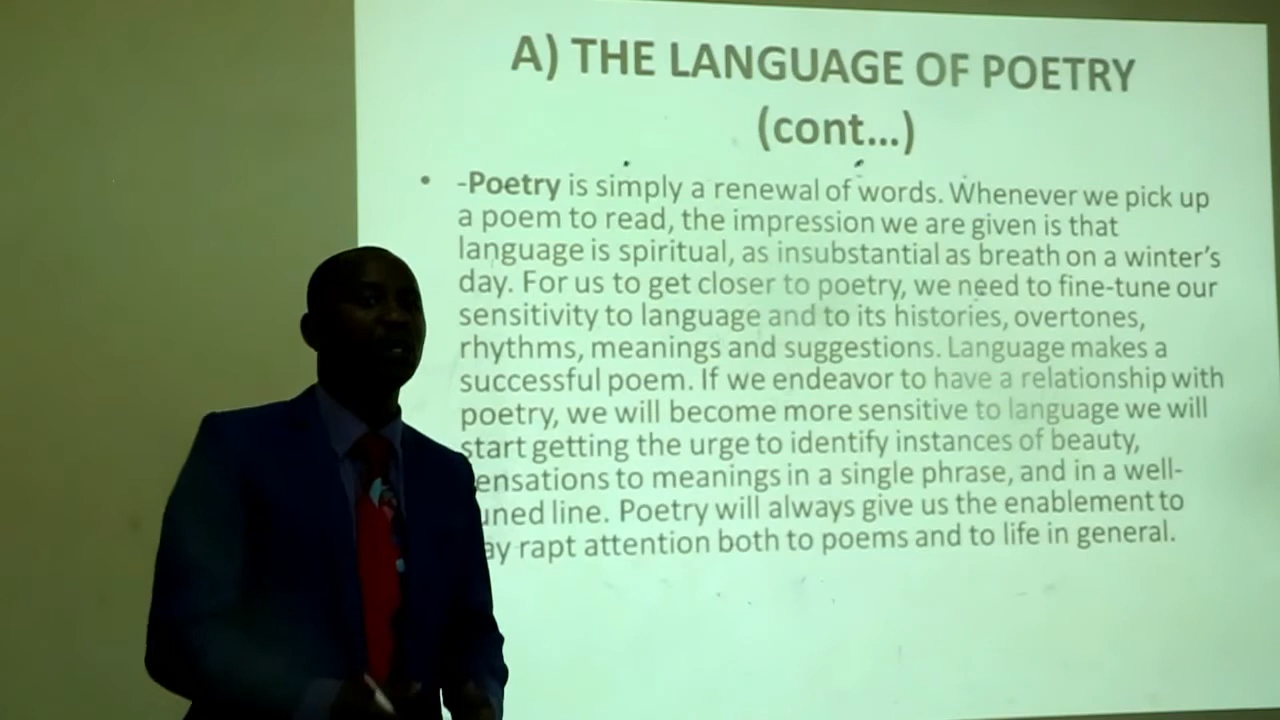 A) THE LANGUAGE OF POETRY
(cont...)
• -Poetry is simply a renewal of words. Whenever we pick up
a poem to read, the impression we are given is that
language is spiritual, as insubstantial as breath on a winter's
day. For us to get closer to poetry, we need to fine-tune our
sensitivity to language and to its histories, overtones,
rhythms, meanings and suggestions. Language makes a
successful poem. If we endeavor to have a relationship with
poetry, we will become more sensitive to language we will
start getting the urge to identify instances of beauty,
ensations to meanings in a single phrase, and in a well-
uned line. Poetry will always give us the enablement to
ay rapt attention both to poems and to life in general.